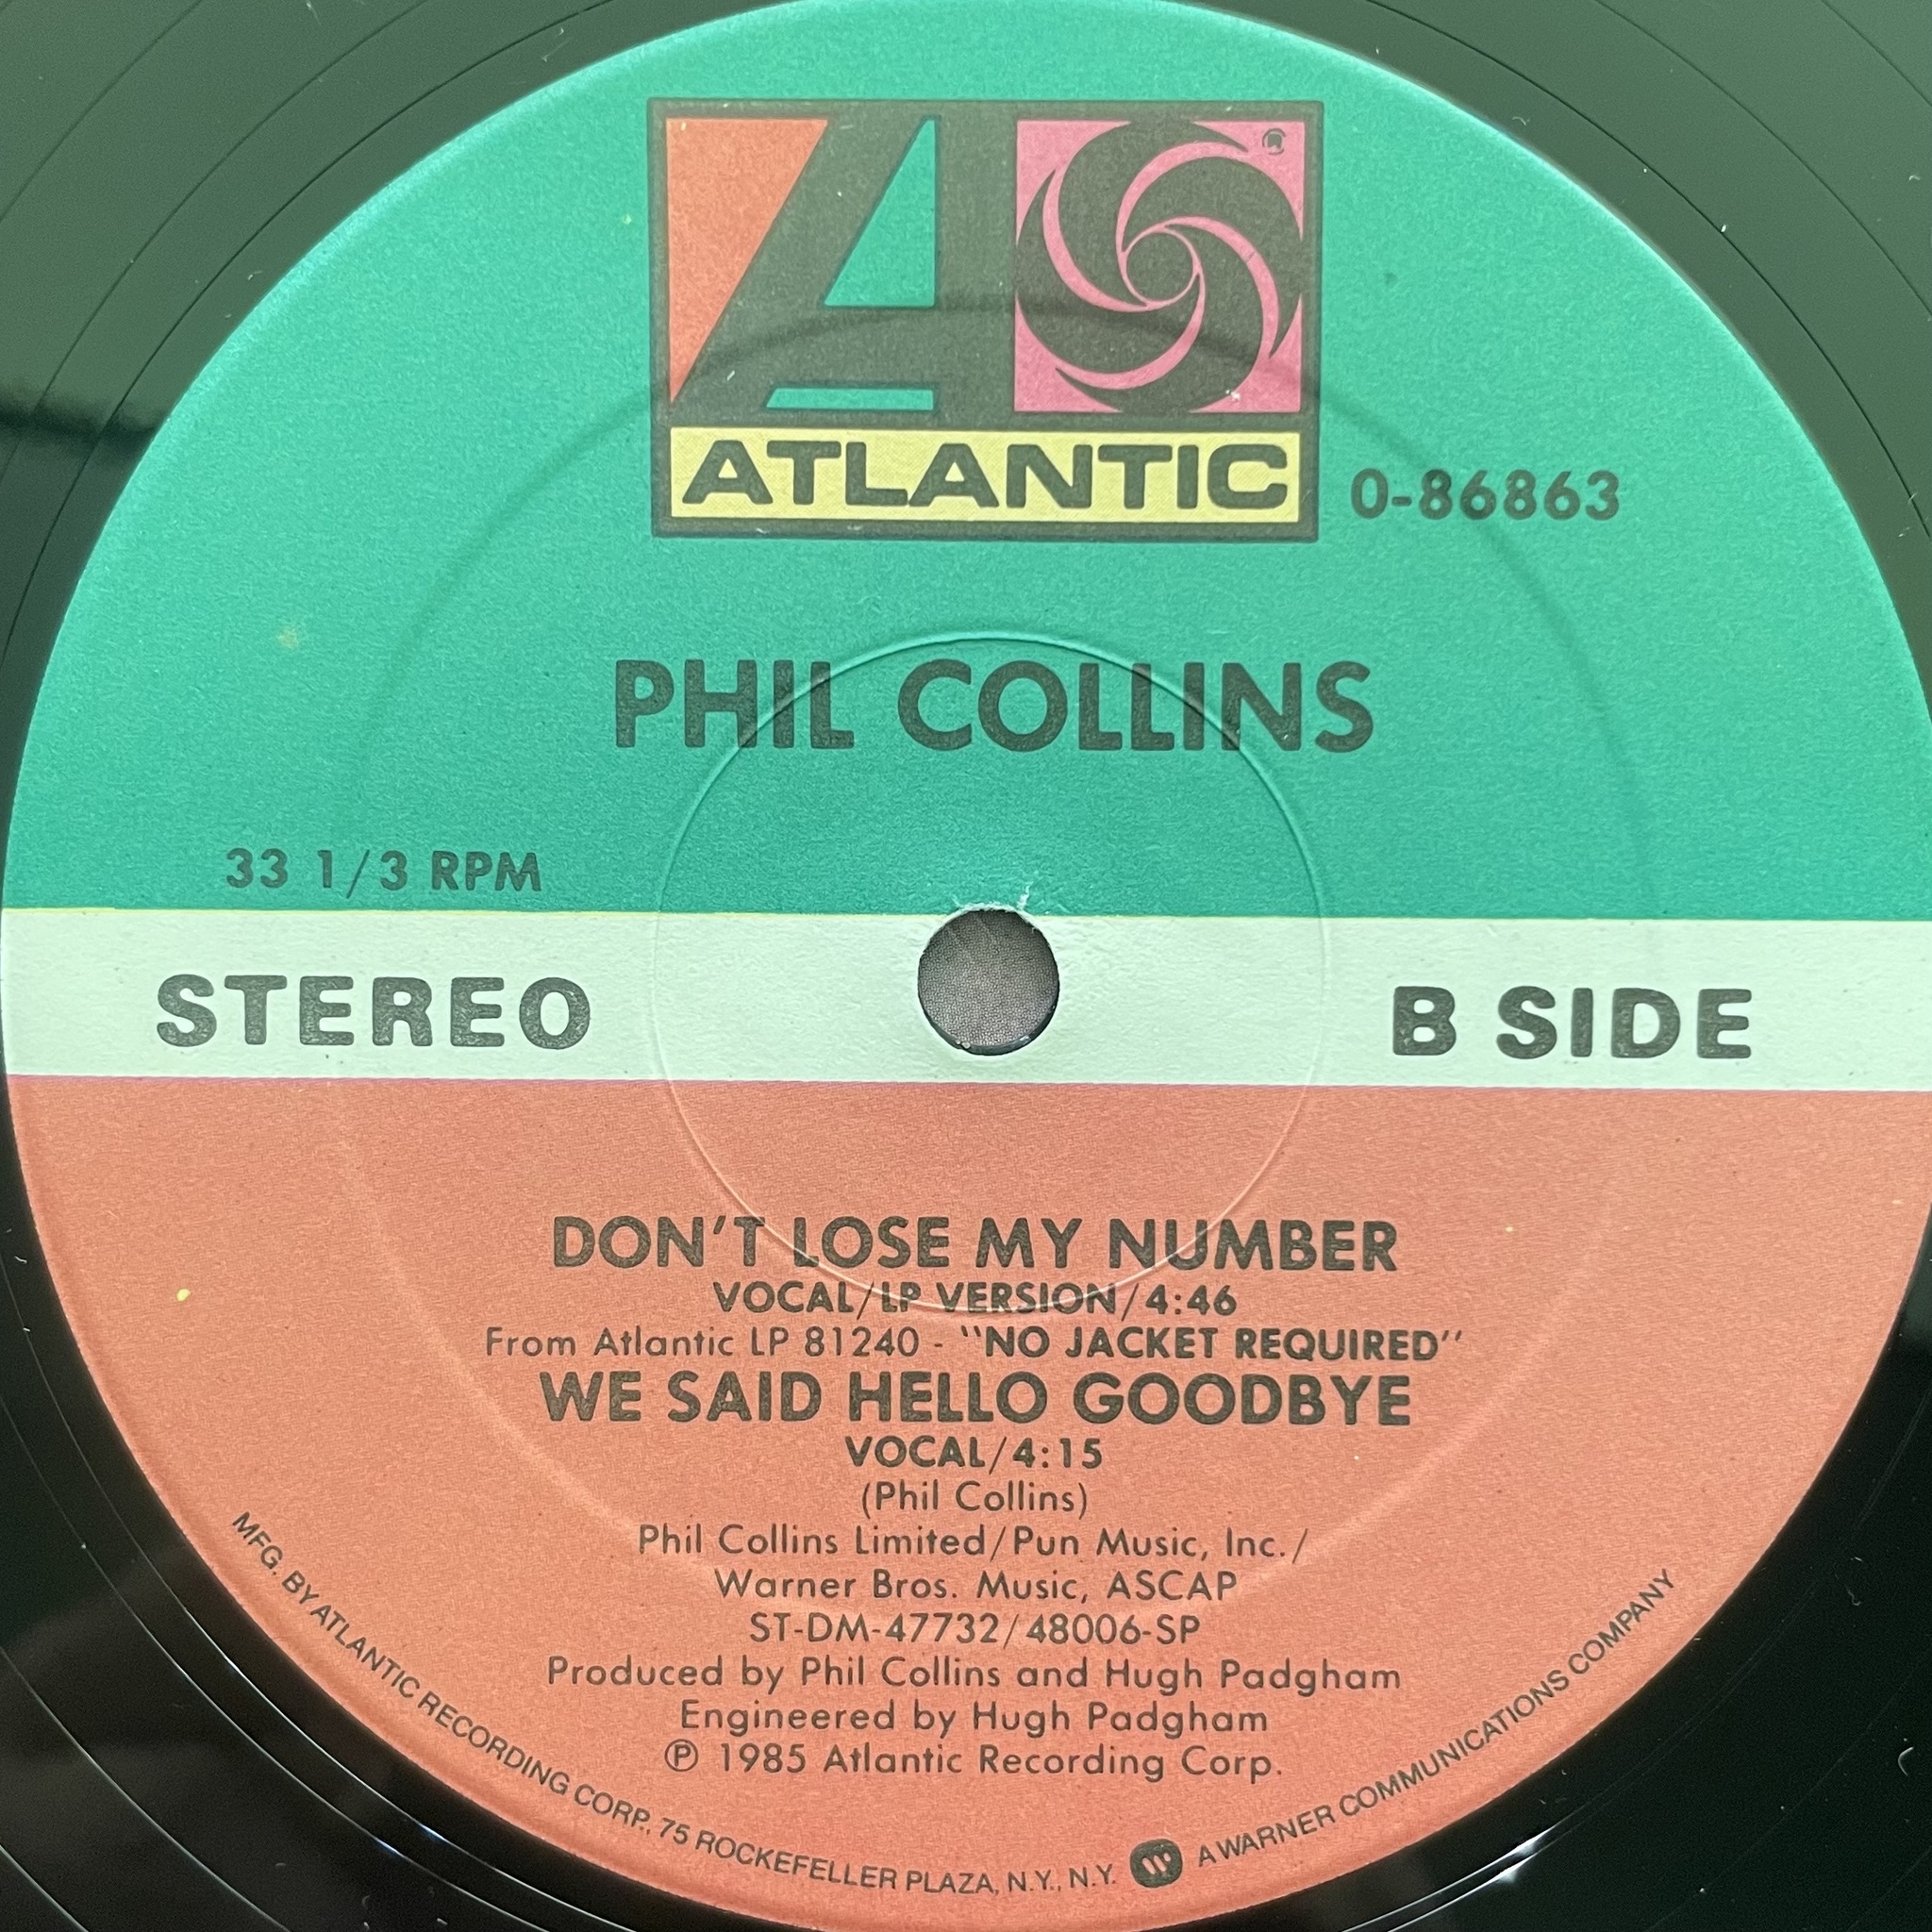 ATLANTIC
0-86863
PHIL COLLINS
33 1/3 RPM
STEREO
B SIDE
DON'T LOSE MY NUMBER
VOCAL/LP VERSION/4:46
From Atlantic LP 81240 - "NO JACKET REQUIRED"
WE SAID HELLO GOODBYE
VOCAL/4:15
(Phil Collins)
Phil Collins Limited/Pun Music, Inc./
Warner Bros. Music, ASCAP
ST-DM-47732/48006-SP
Produced by Phil Collins and Hugh Padgham
Engineered by Hugh Padgham
℗ 1985 Atlantic Recording Corp.
MFG. BY ATLANTIC RECORDING CORP., 75 ROCKEFELLER PLAZA, N.Y., N.Y. A WARNER COMMUNICATIONS COMPANY